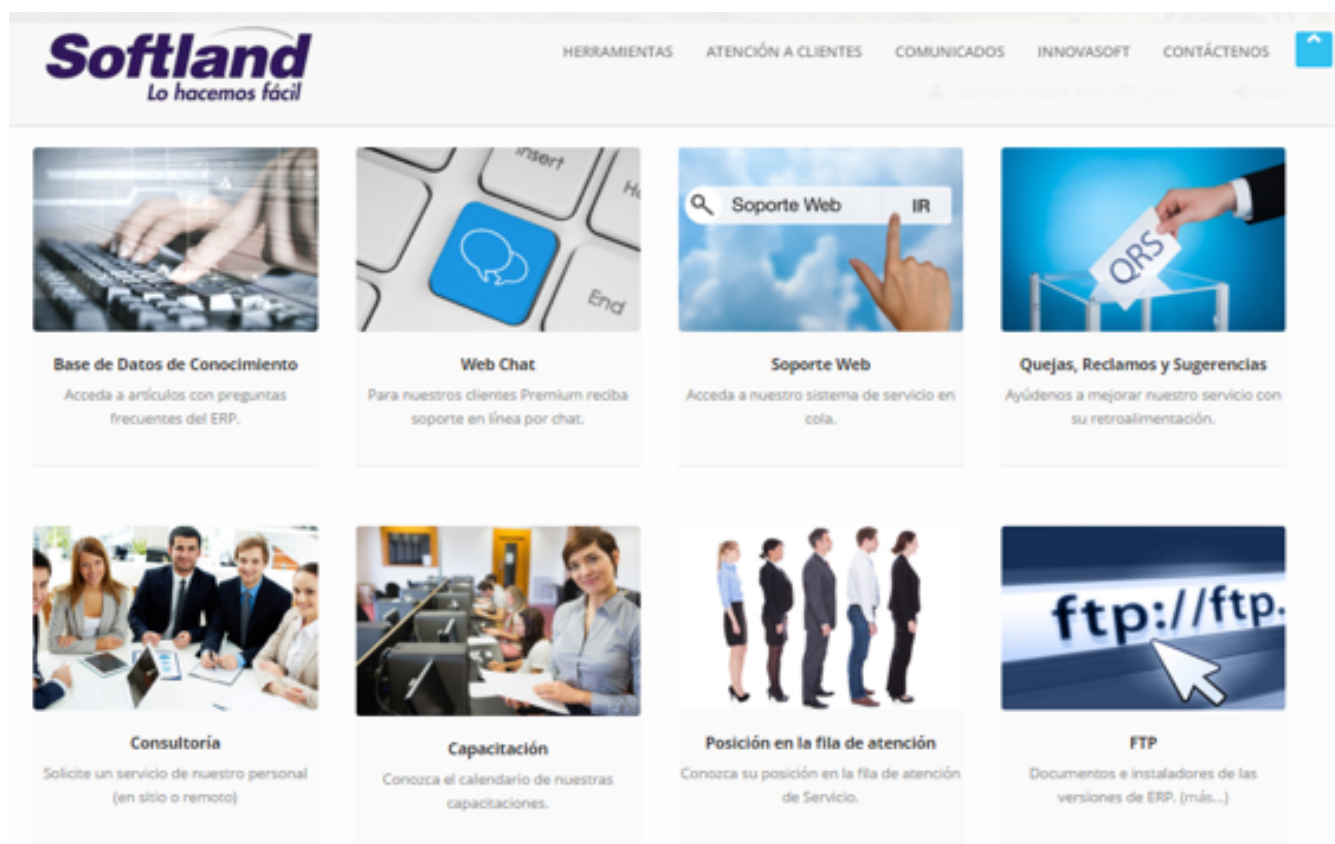 Softland
Lo hacemos fácil
HERRAMIENTAS ATENCIÓN A CLIENTES COMUNICADOS INNOVASOFT CONTÁCTENOS
Insert
End
Soporte Web IR
QRS
Base de Datos de Conocimiento
Acceda a artículos con preguntas
frecuentes del ERP.
Web Chat
Para nuestros clientes Premium reciba
soporte en línea por chat.
Soporte Web
Acceda a nuestro sistema de servicio en
cola.
Quejas, Reclamos y Sugerencias
Ayúdenos a mejorar nuestro servicio con
su retroalimentación.
ftp://ftp.
Consultoría
Solicite un servicio de nuestro personal
(en sitio o remoto)
Capacitación
Conozca el calendario de nuestras
capacitaciones.
Posición en la fila de atención
Conozca su posición en la fila de atención
de Servicio.
FTP
Documentos e instaladores de las
versiones de ERP. (más...)